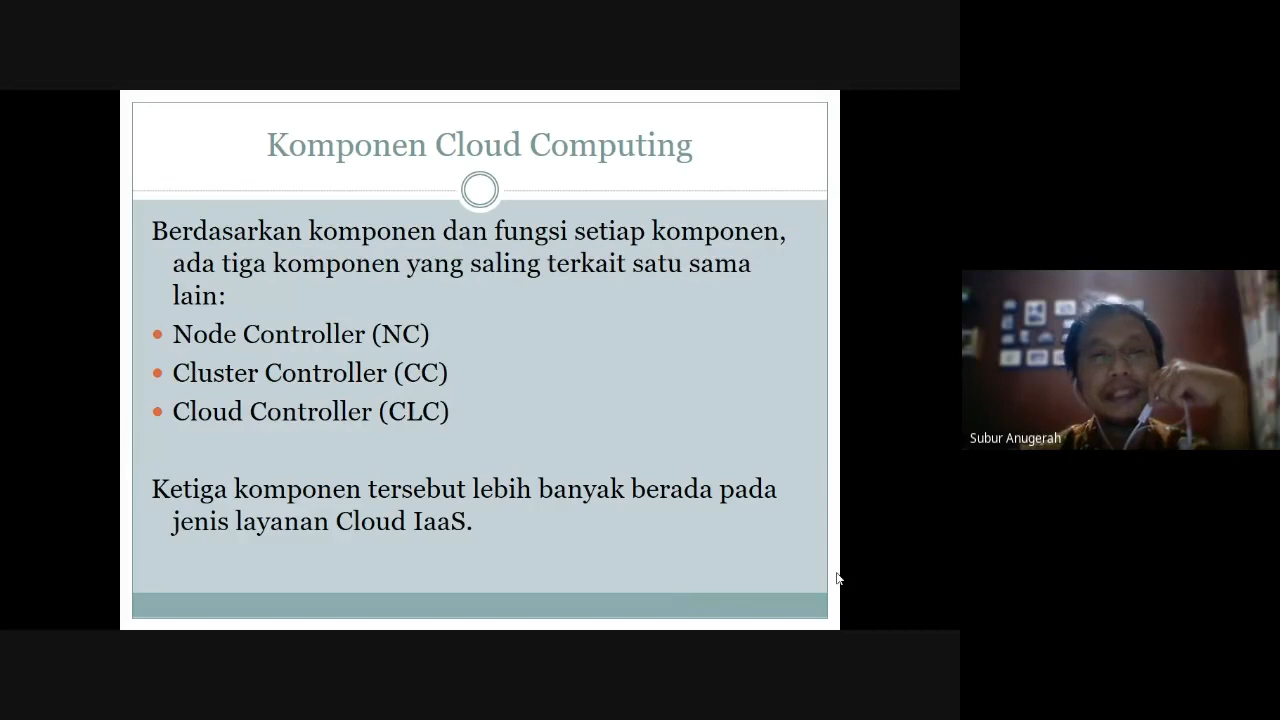 Komponen Cloud Computing
Berdasarkan komponen dan fungsi setiap komponen,
ada tiga komponen yang saling terkait satu sama
lain:
• Node Controller (NC)
• Cluster Controller (CC)
• Cloud Controller (CLC)
Ketiga komponen tersebut lebih banyak berada pada
jenis layanan Cloud IaaS.
Subur Anugerah